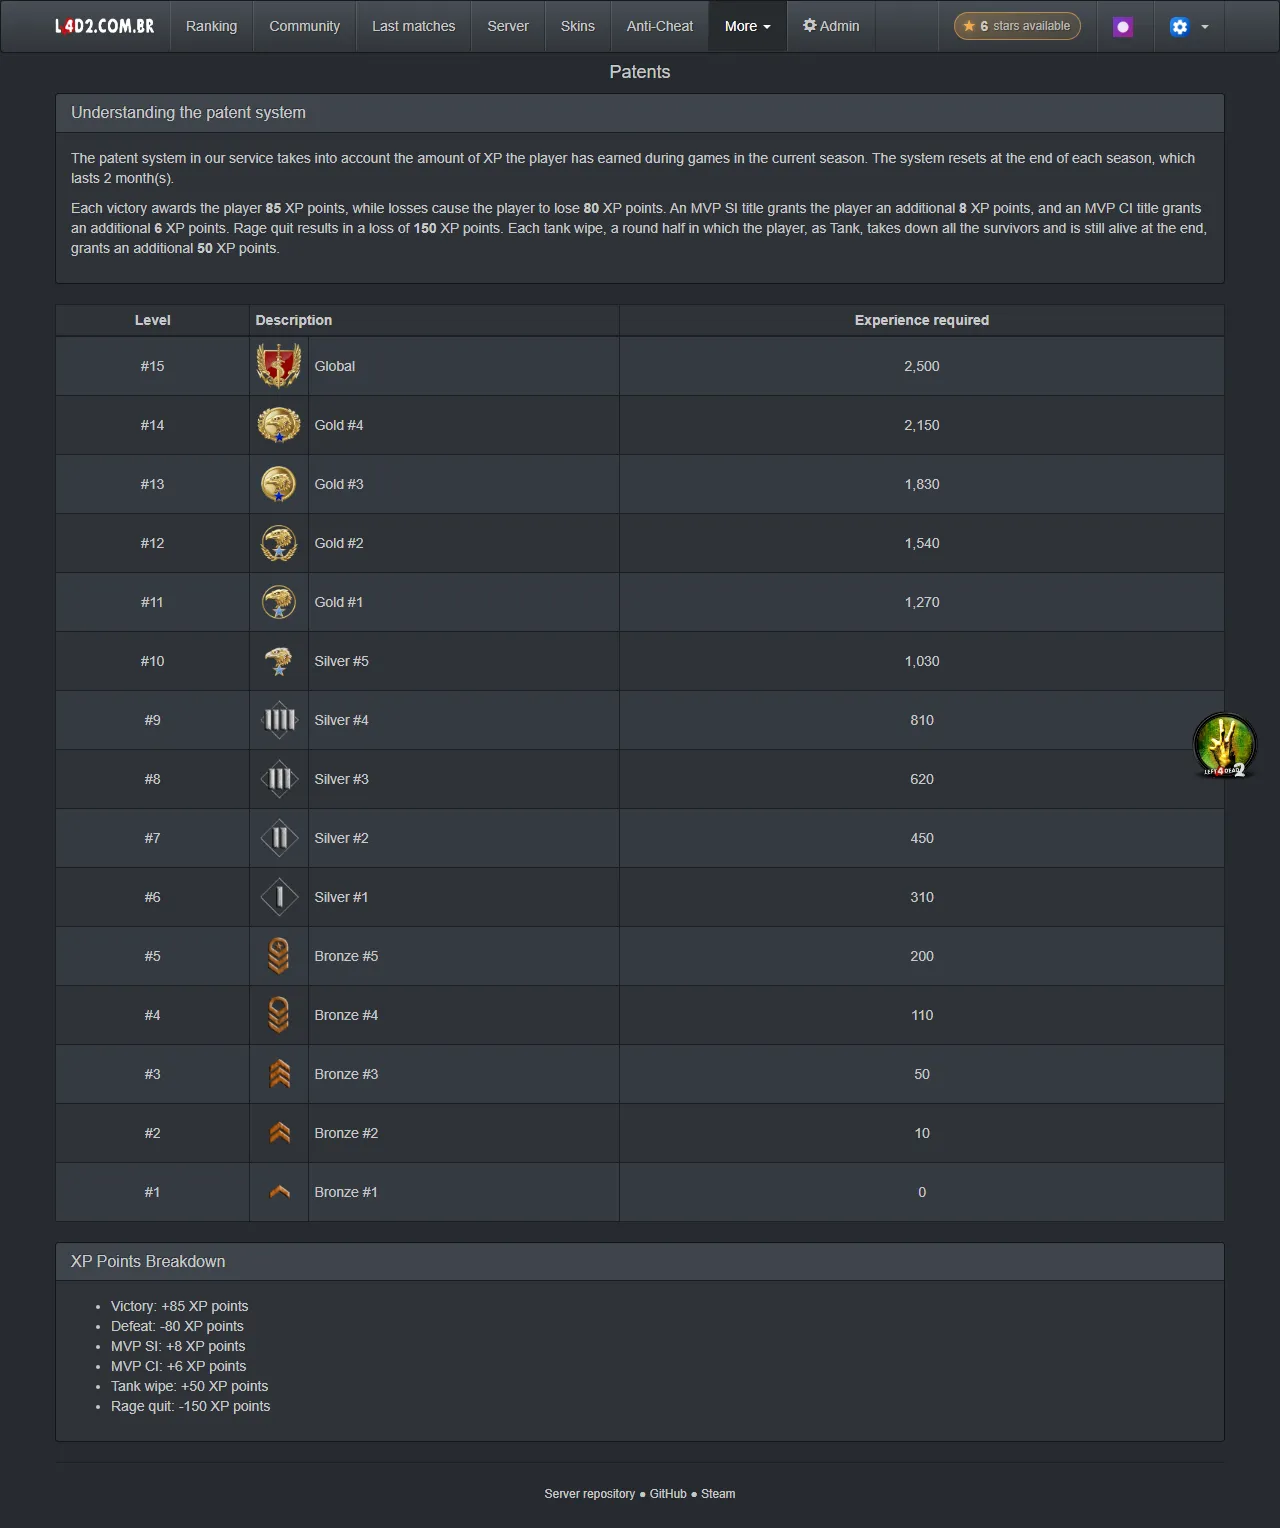 L4D2.COM.BR Ranking Community Last matches Server Skins Anti-Cheat More Admin 6 stars available
Patents
Understanding the patent system
The patent system in our service takes into account the amount of XP the player has earned during games in the current season. The system resets at the end of each season, which
lasts 2 month(s).
Each victory awards the player 85 XP points, while losses cause the player to lose 80 XP points. An MVP SI title grants the player an additional 8 XP points, and an MVP CI title grants
an additional 6 XP points. Rage quit results in a loss of 150 XP points. Each tank wipe, a round half in which the player, as Tank, takes down all the survivors and is still alive at the end,
grants an additional 50 XP points.
Level Description Experience required
#15 Global 2,500
#14 Gold #4 2,150
#13 Gold #3 1,830
#12 Gold #2 1,540
#11 Gold #1 1,270
#10 Silver #5 1,030
#9 Silver #4 810
LEFT 4 DEAD 2
#8 Silver #3 620
#7 Silver #2 450
#6 Silver #1 310
#5 Bronze #5 200
#4 Bronze #4 110
#3 Bronze #3 50
#2 Bronze #2 10
#1 Bronze #1 0
XP Points Breakdown
• Victory: +85 XP points
• Defeat: -80 XP points
• MVP SI: +8 XP points
• MVP CI: +6 XP points
• Tank wipe: +50 XP points
• Rage quit: -150 XP points
Server repository ● GitHub ● Steam